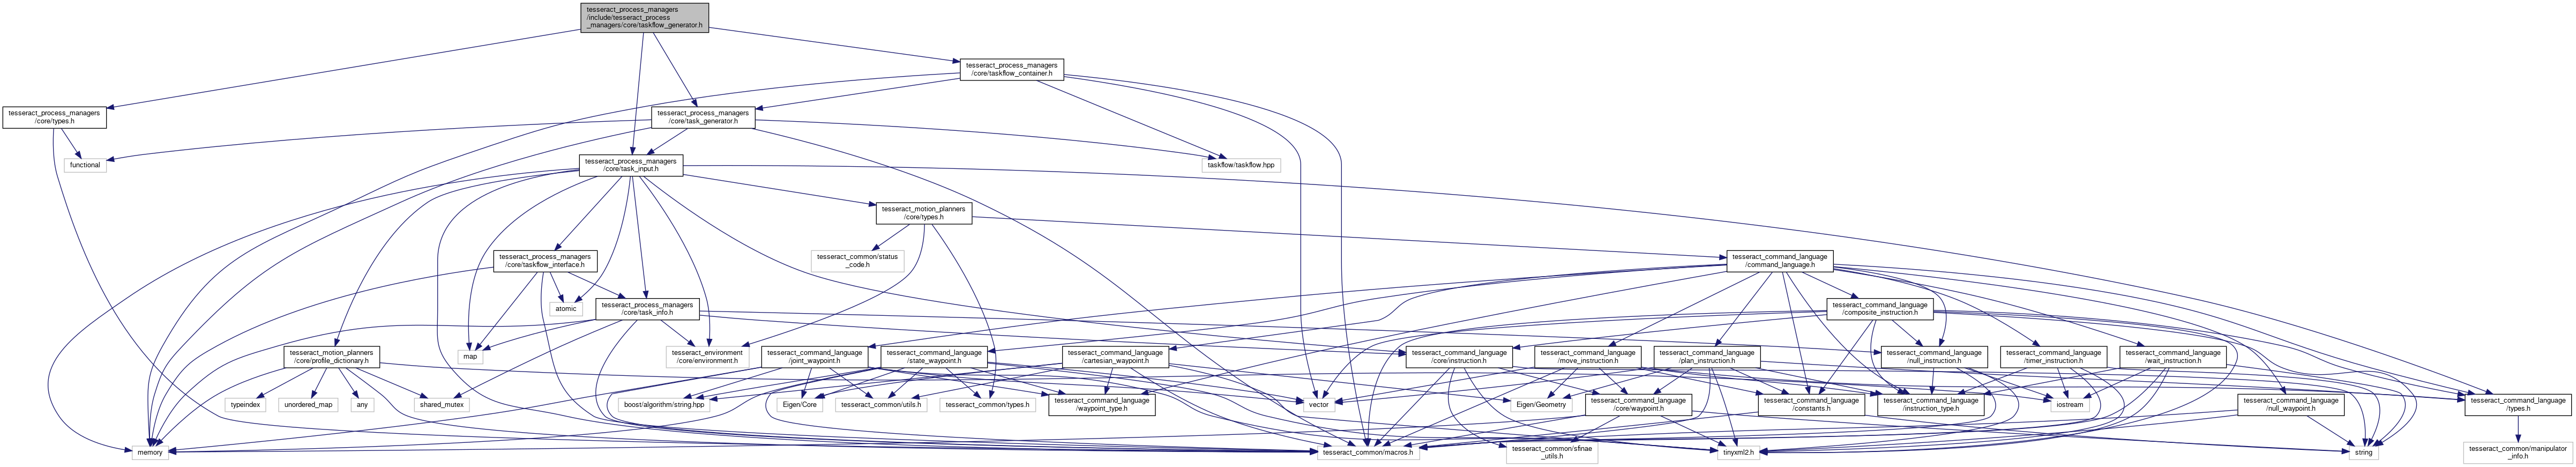 tesseract_process_managers
/include/tesseract_process
_managers/core/taskflow_generator.h
tesseract_process_managers
/core/taskflow_container.h
tesseract_process_managers
/core/types.h
tesseract_process_managers
/core/task_generator.h
functional
tesseract_process_managers
/core/task_input.h
taskflow/taskflow.hpp
tesseract_motion_planners
/core/types.h
tesseract_process_managers
/core/taskflow_interface.h
tesseract_common/status
_code.h
tesseract_command_language
/command_language.h
atomic
tesseract_process_managers
/core/task_info.h
tesseract_command_language
/composite_instruction.h
tesseract_motion_planners
/core/profile_dictionary.h
map
tesseract_environment
/core/environment.h
tesseract_command_language
/joint_waypoint.h
tesseract_command_language
/state_waypoint.h
tesseract_command_language
/cartesian_waypoint.h
tesseract_command_language
/core/instruction.h
tesseract_command_language
/move_instruction.h
tesseract_command_language
/plan_instruction.h
tesseract_command_language
/null_instruction.h
tesseract_command_language
/timer_instruction.h
tesseract_command_language
/wait_instruction.h
typeindex
unordered_map
any
shared_mutex
boost/algorithm/string.hpp
Eigen/Core
tesseract_common/utils.h
tesseract_common/types.h
tesseract_command_language
/waypoint_type.h
vector
Eigen/Geometry
tesseract_command_language
/core/waypoint.h
tesseract_command_language
/constants.h
tesseract_command_language
/instruction_type.h
iostream
tesseract_command_language
/null_waypoint.h
tesseract_command_language
/types.h
memory
tesseract_common/macros.h
tesseract_common/sfinae
_utils.h
tinyxml2.h
string
tesseract_common/manipulator
_info.h